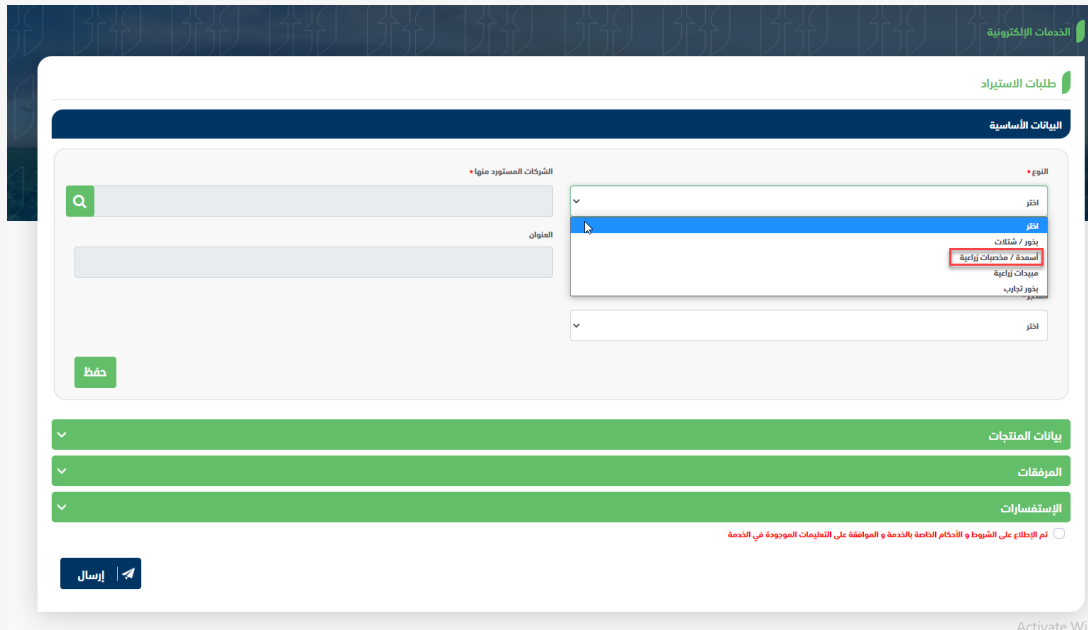 الخدمات الإلكترونية
طلبات الاستيراد
البيانات الأساسية
النوع *
الشركات المستورد منها *
اختر
اختر
بذور / شتلات
أسمدة / مخصبات زراعية
مبيدات زراعية
بذور تجارب
العنوان
اختر
حفظ
بيانات المنتجات
المرفقات
الإستفسارات
تم الإطلاع على الشروط و الأحكام الخاصة بالخدمة و الموافقة على التعليمات الموجودة في الخدمة
إرسال
Activate Wi